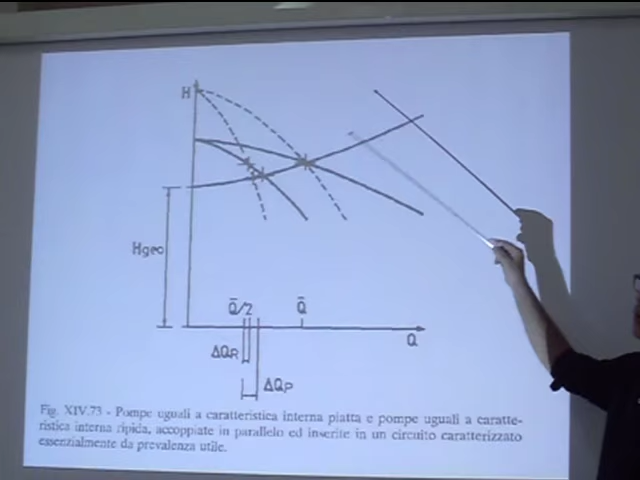 H
Hgeo
Q̄/2 Q̄
Q
ΔQR
ΔQP
Fig. XIV.73 - Pompe uguali a caratteristica interna piatta e pompe uguali a caratte-
ristica interna ripida, accoppiate in parallelo ed inserite in un circuito caratterizzato
essenzialmente da prevalenza utile.